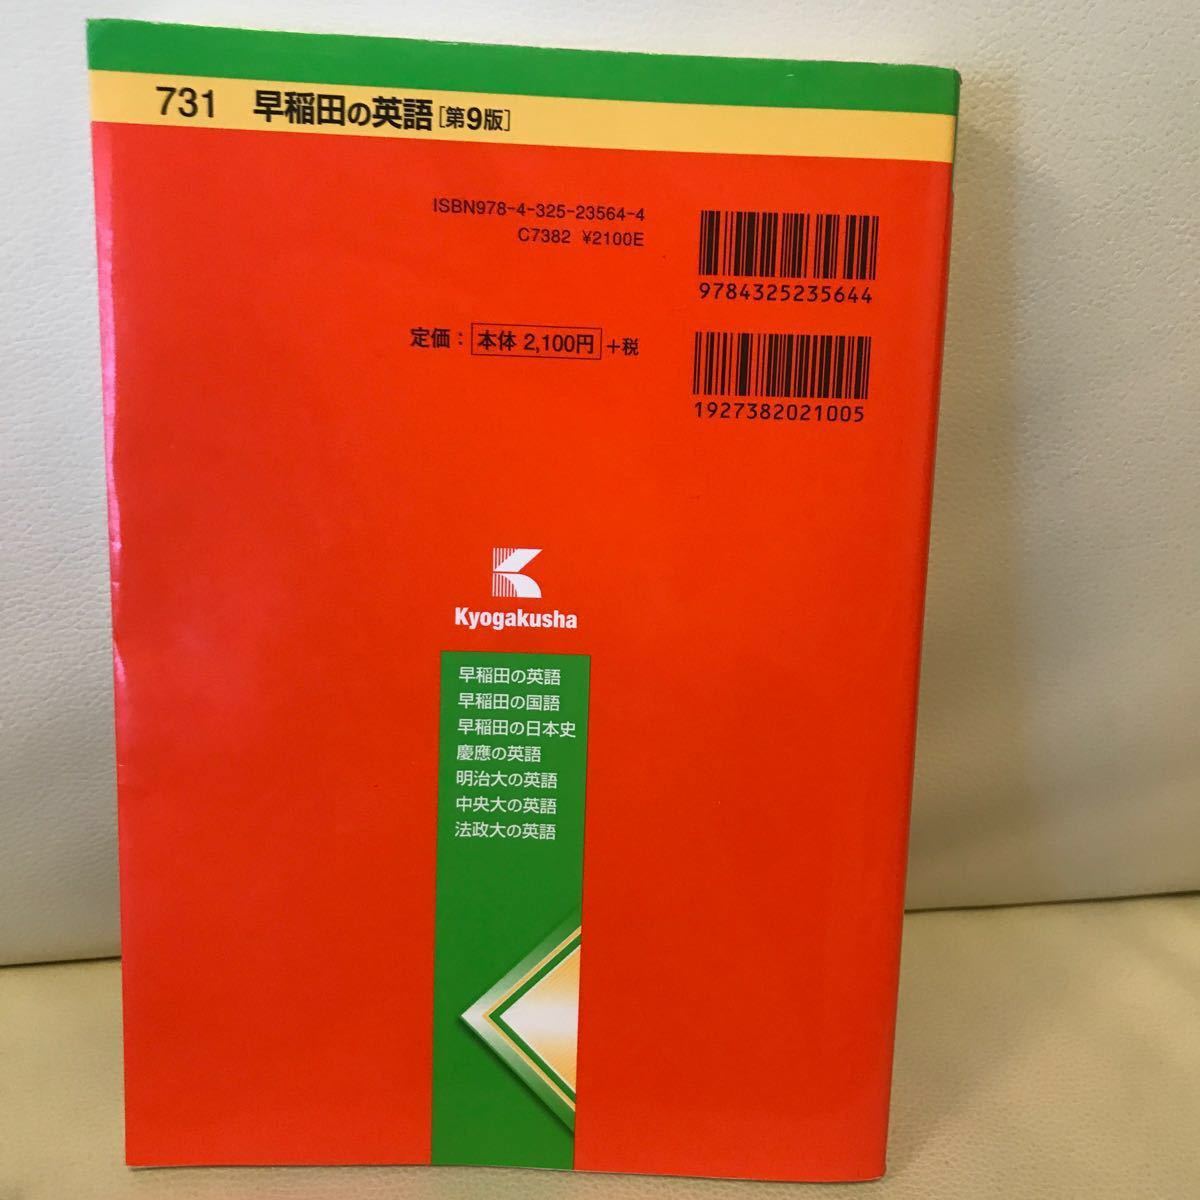 731 早稲田の英語[第9版]
ISBN978-4-325-23564-4
C7382 ¥2100E
9784325235644
定価：本体 2,100円+税
1927382021005
Kyogakusha
早稲田の英語
早稲田の国語
早稲田の日本史
慶應の英語
明治大の英語
中央大の英語
法政大の英語